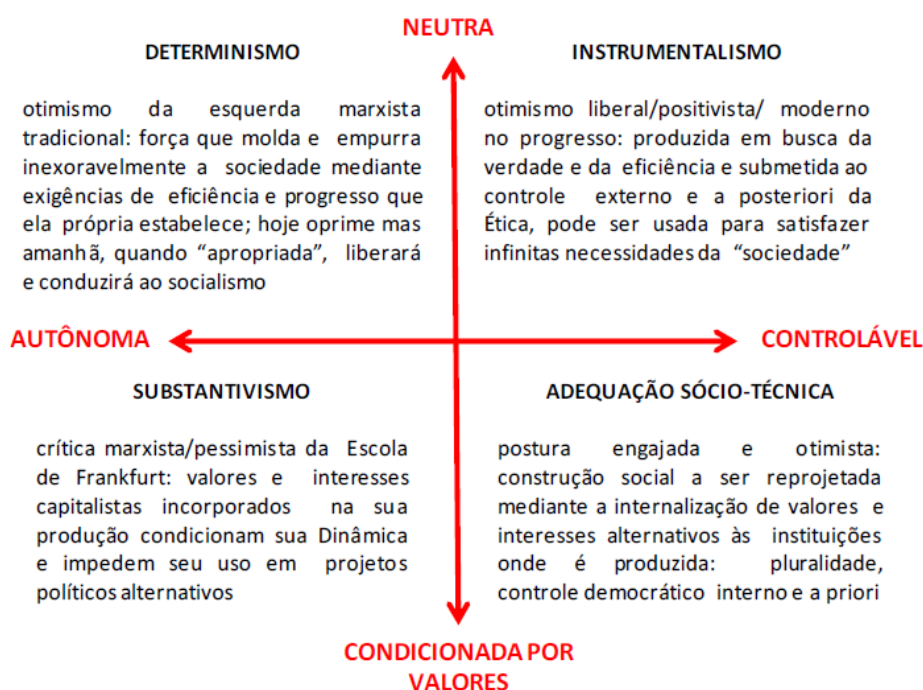 NEUTRA
DETERMINISMO
otimismo da esquerda marxista
tradicional: força que molda e empurra
inexoravelmente a sociedade mediante
exigências de eficiência e progresso que
ela própria estabelece; hoje oprime mas
amanhã, quando “apropriada”, liberará
e conduzirá ao socialismo
INSTRUMENTALISMO
otimismo liberal/positivista/ moderno
no progresso: produzida em busca da
verdade e da eficiência e submetida ao
controle externo e a posteriori da
Ética, pode ser usada para satisfazer
infinitas necessidades da “sociedade”
AUTÔNOMA
CONTROLÁVEL
SUBSTANTIVISMO
crítica marxista/pessimista da Escola
de Frankfurt: valores e interesses
capitalistas incorporados na sua
produção condicionam sua Dinâmica
e impedem seu uso em projetos
políticos alternativos
ADEQUAÇÃO SÓCIO-TÉCNICA
postura engajada e otimista:
construção social a ser reprojetada
mediante a internalização de valores e
interesses alternativos às instituições
onde é produzida: pluralidade,
controle democrático interno e a priori
CONDICIONADA POR
VALORES